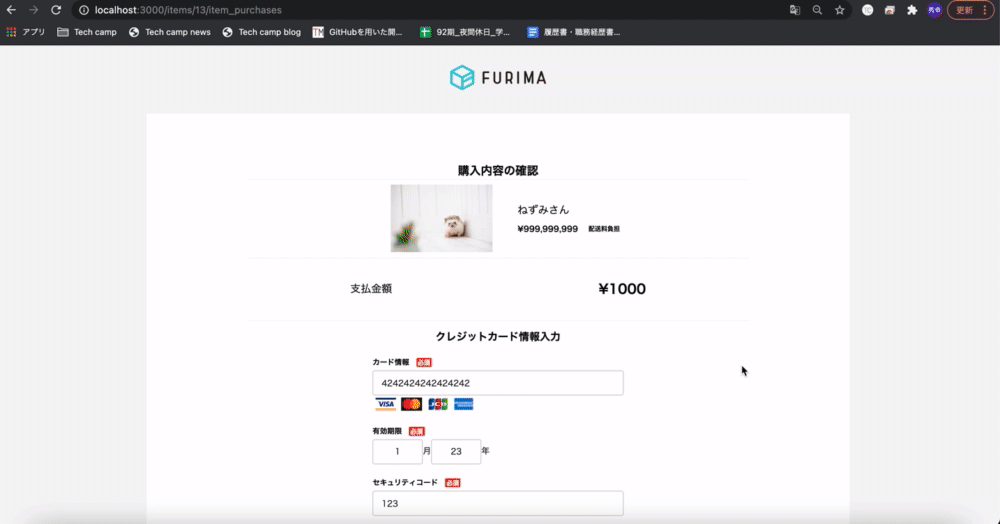 localhost:3000/items/13/item_purchases
更新
アプリ
Tech camp
Tech camp news
Tech camp blog
TM
GitHubを用いた開...
92期_夜間休日_学...
履歴書・職務経歴書...
FURIMA
購入内容の確認
ねずみさん
¥999,999,999 配送料負担
支払金額 ¥1000
クレジットカード情報入力
カード情報 必須
4242424242424242
VISA JCB
有効期限 必須
1 月 23 年
セキュリティコード 必須
123